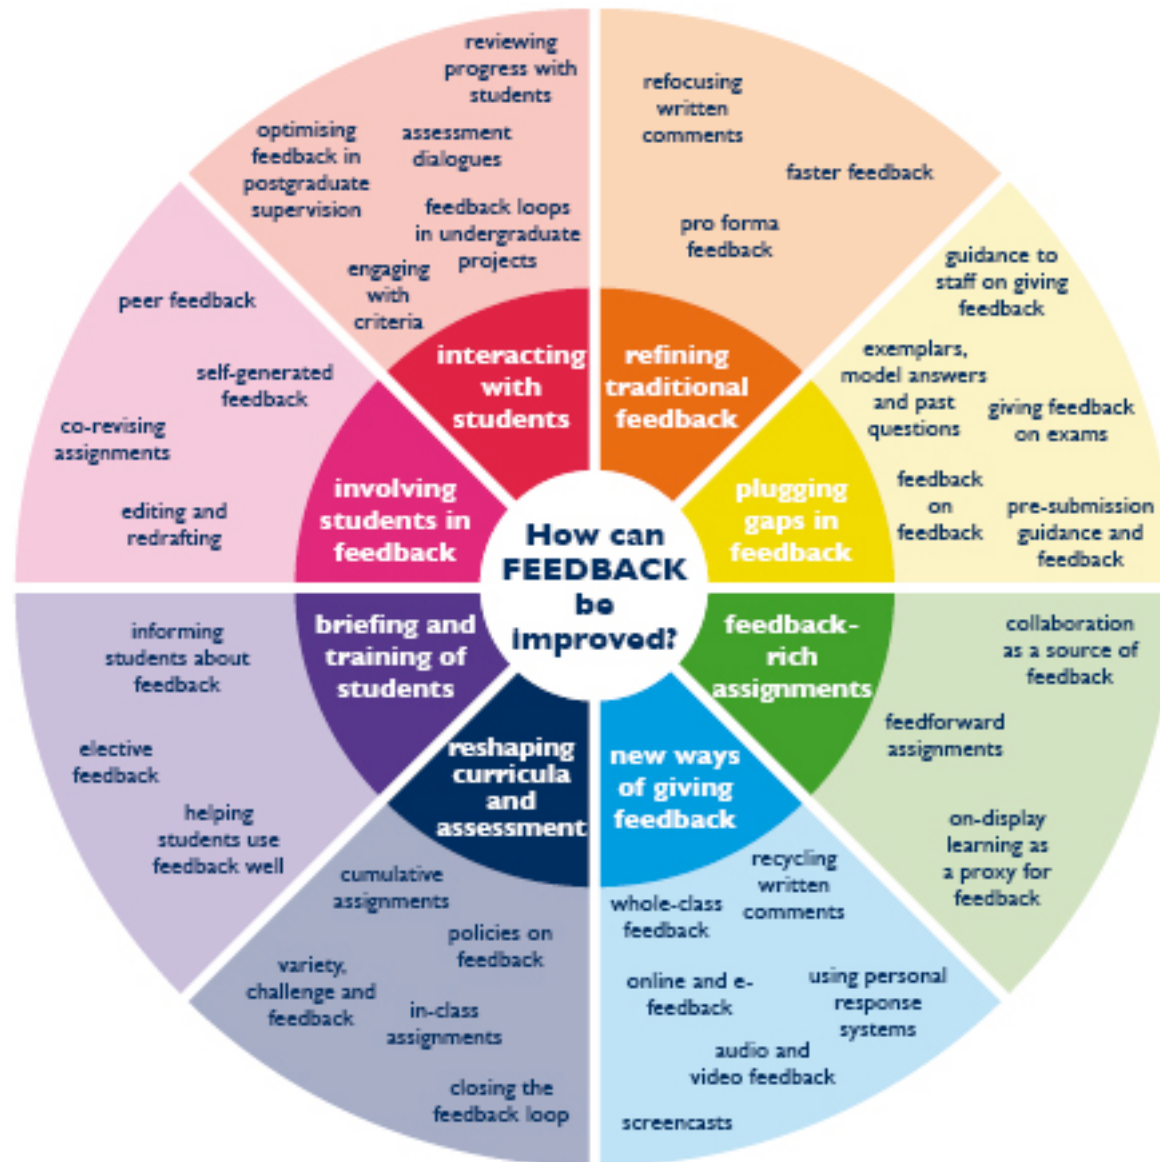 How can
FEEDBACK
be
improved?
refining
traditional
feedback
refocusing
written
comments
faster feedback
pro forma
feedback
plugging
gaps in
feedback
guidance to
staff on giving
feedback
exemplars,
model answers
and past
questions
giving feedback
on exams
feedback
on
feedback
pre-submission
guidance and
feedback
feedback-
rich
assignments
collaboration
as a source of
feedback
feedforward
assignments
on-display
learning as
a proxy for
feedback
new ways
of giving
feedback
recycling
written
comments
whole-class
feedback
using personal
response
systems
online and e-
feedback
audio and
video feedback
screencasts
reshaping
curricula
and
assessment
cumulative
assignments
policies on
feedback
variety,
challenge and
feedback
in-class
assignments
closing the
feedback loop
briefing and
training of
students
informing
students about
feedback
elective
feedback
helping
students use
feedback well
involving
students in
feedback
peer feedback
self-generated
feedback
co-revising
assignments
editing and
redrafting
interacting
with
students
reviewing
progress with
students
optimising
feedback in
postgraduate
supervision
assessment
dialogues
feedback loops
in undergraduate
projects
engaging
with
criteria